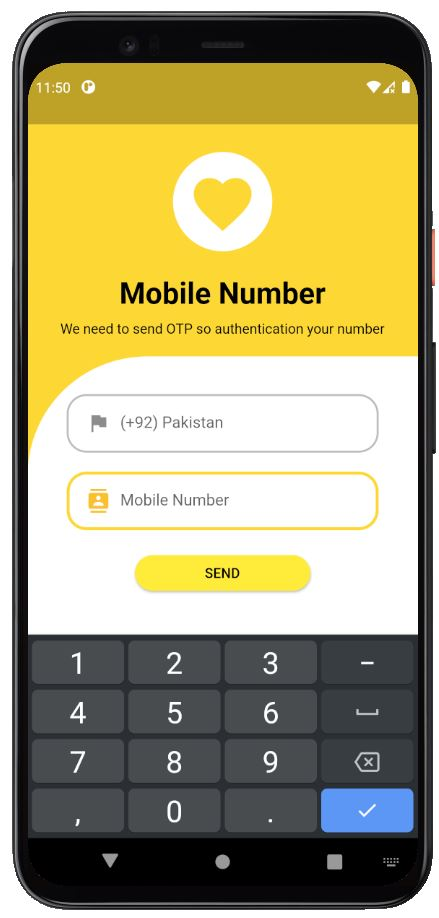 11:50
Mobile Number
We need to send OTP so authentication your number
(+92) Pakistan
Mobile Number
SEND
1 2 3 -
4 5 6
7 8 9
, 0 .